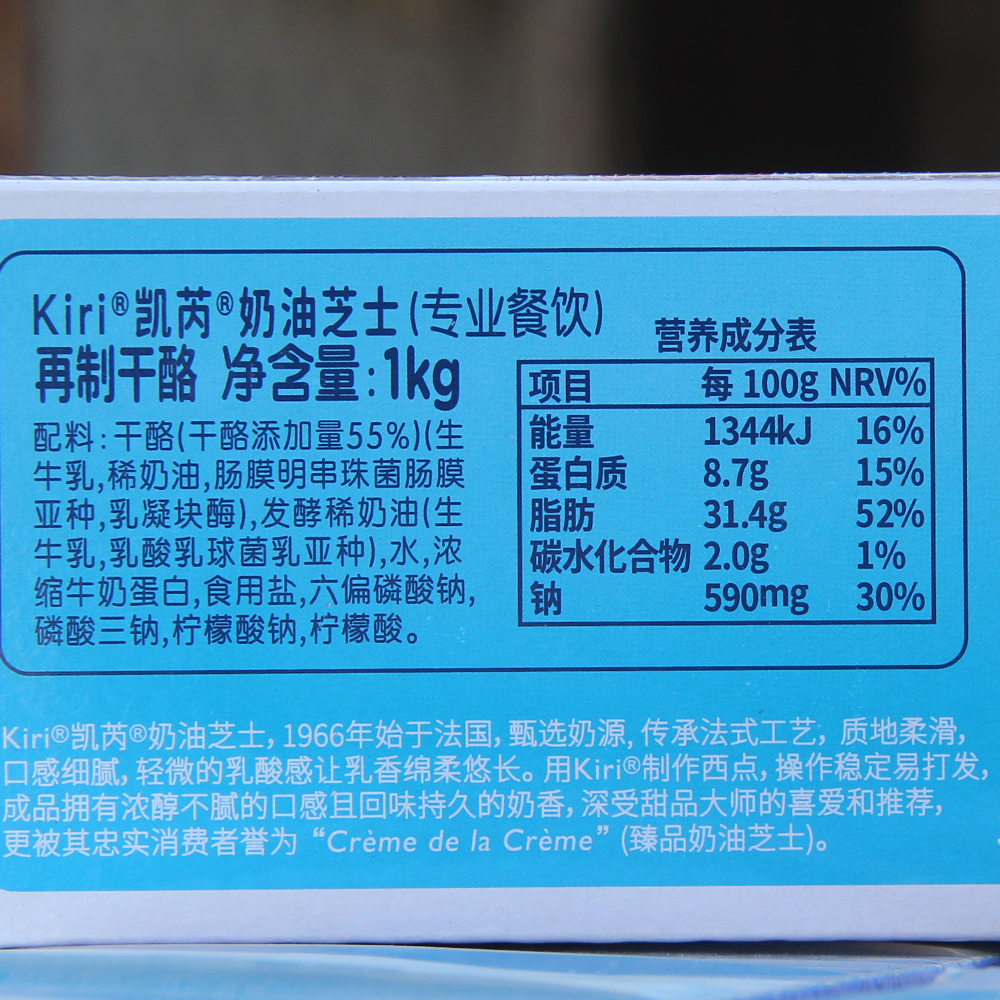 Kiri®凯芮®奶油芝士(专业餐饮)
再制干酪 净含量:1kg
配料:干酪(干酪添加量55%)(生
牛乳,稀奶油,肠膜明串珠菌肠膜
亚种,乳凝块酶),发酵稀奶油(生
牛乳,乳酸乳球菌乳亚种),水,浓
缩牛奶蛋白,食用盐,六偏磷酸钠,
磷酸三钠,柠檬酸钠,柠檬酸。
营养成分表
项目 每 100g NRV%
能量 1344kJ 16%
蛋白质 8.7g 15%
脂肪 31.4g 52%
碳水化合物 2.0g 1%
钠 590mg 30%
Kiri®凯芮®奶油芝士, 1966年始于法国, 甄选奶源, 传承法式工艺, 质地柔滑,
口感细腻, 轻微的乳酸感让乳香绵柔悠长。用Kiri®制作西点, 操作稳定易打发,
成品拥有浓醇不腻的口感且回味持久的奶香, 深受甜品大师的喜爱和推荐,
更被其忠实消费者誉为“Crème de la Crème”(臻品奶油芝士)。